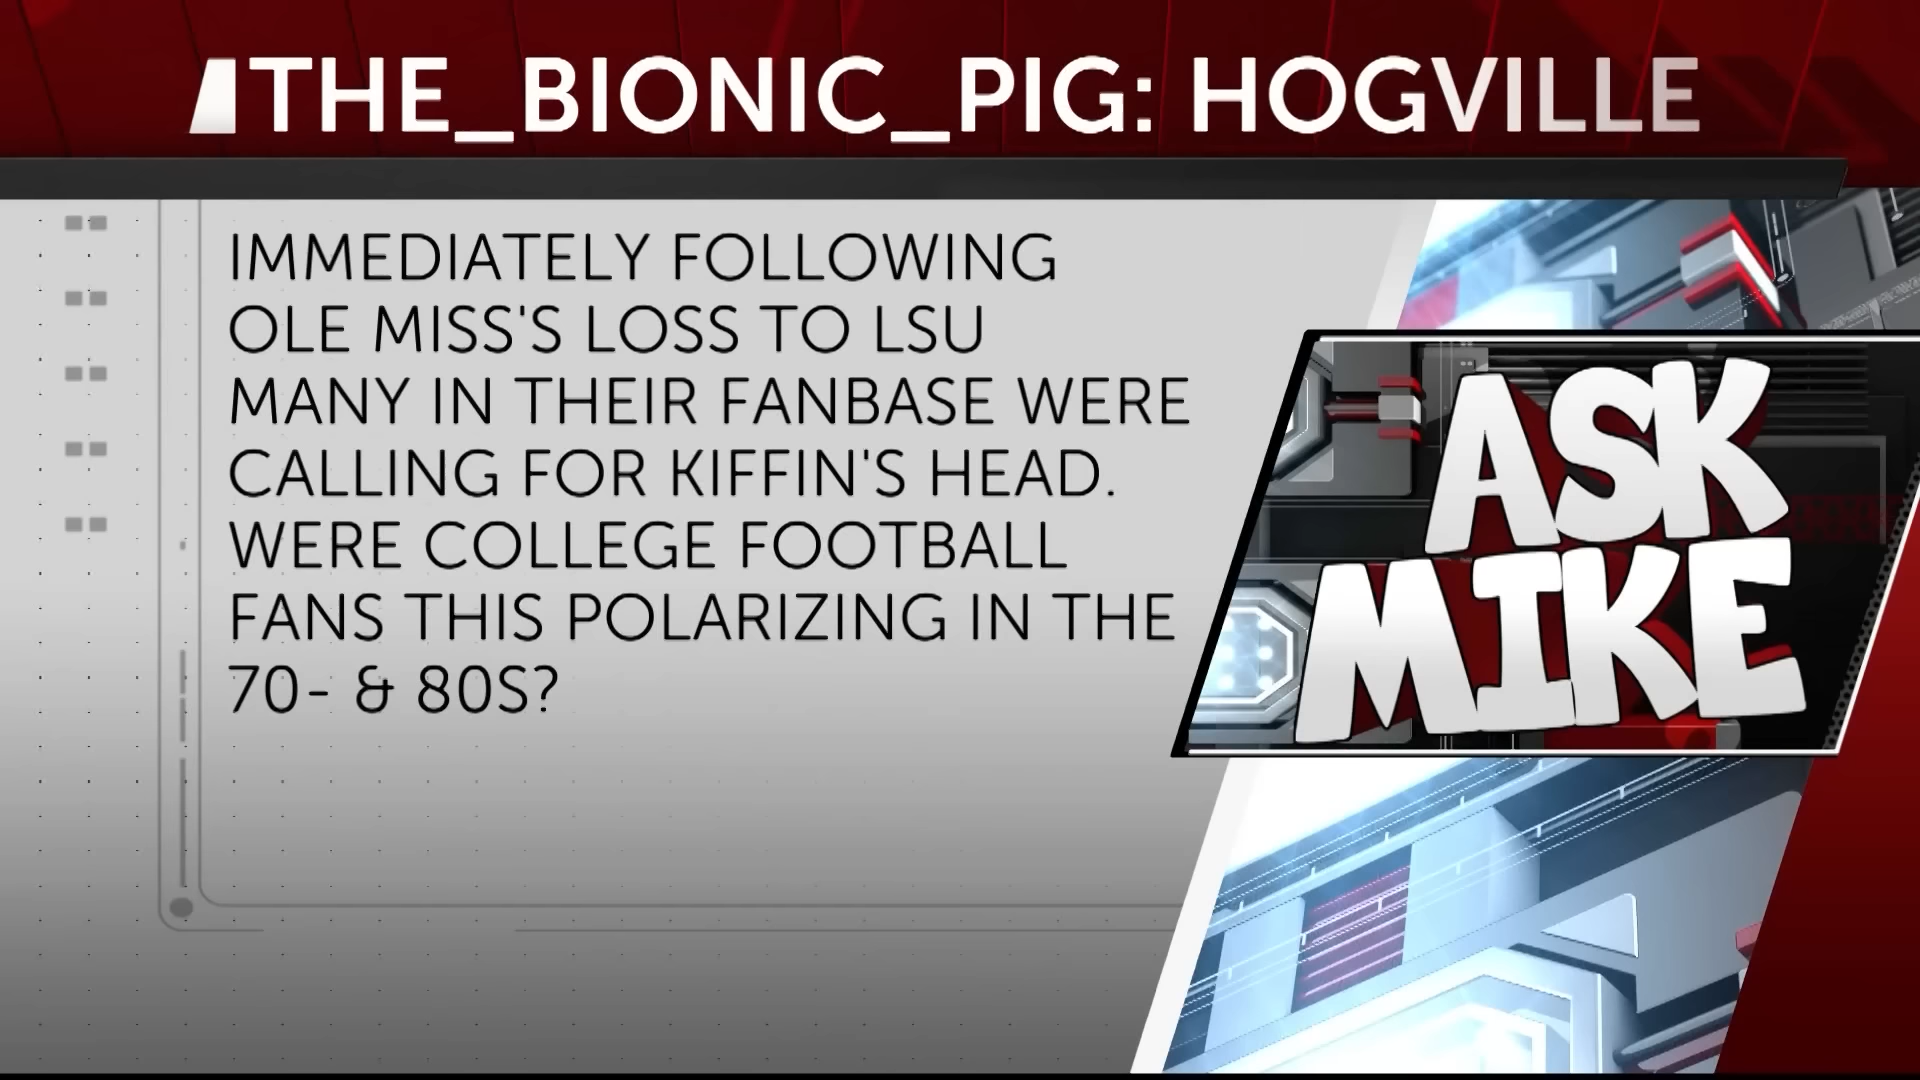 THE_BIONIC_PIG: HOGVILLE
IMMEDIATELY FOLLOWING
OLE MISS'S LOSS TO LSU
MANY IN THEIR FANBASE WERE
CALLING FOR KIFFIN'S HEAD.
WERE COLLEGE FOOTBALL
FANS THIS POLARIZING IN THE
70- & 80S?
ASK
MIKE